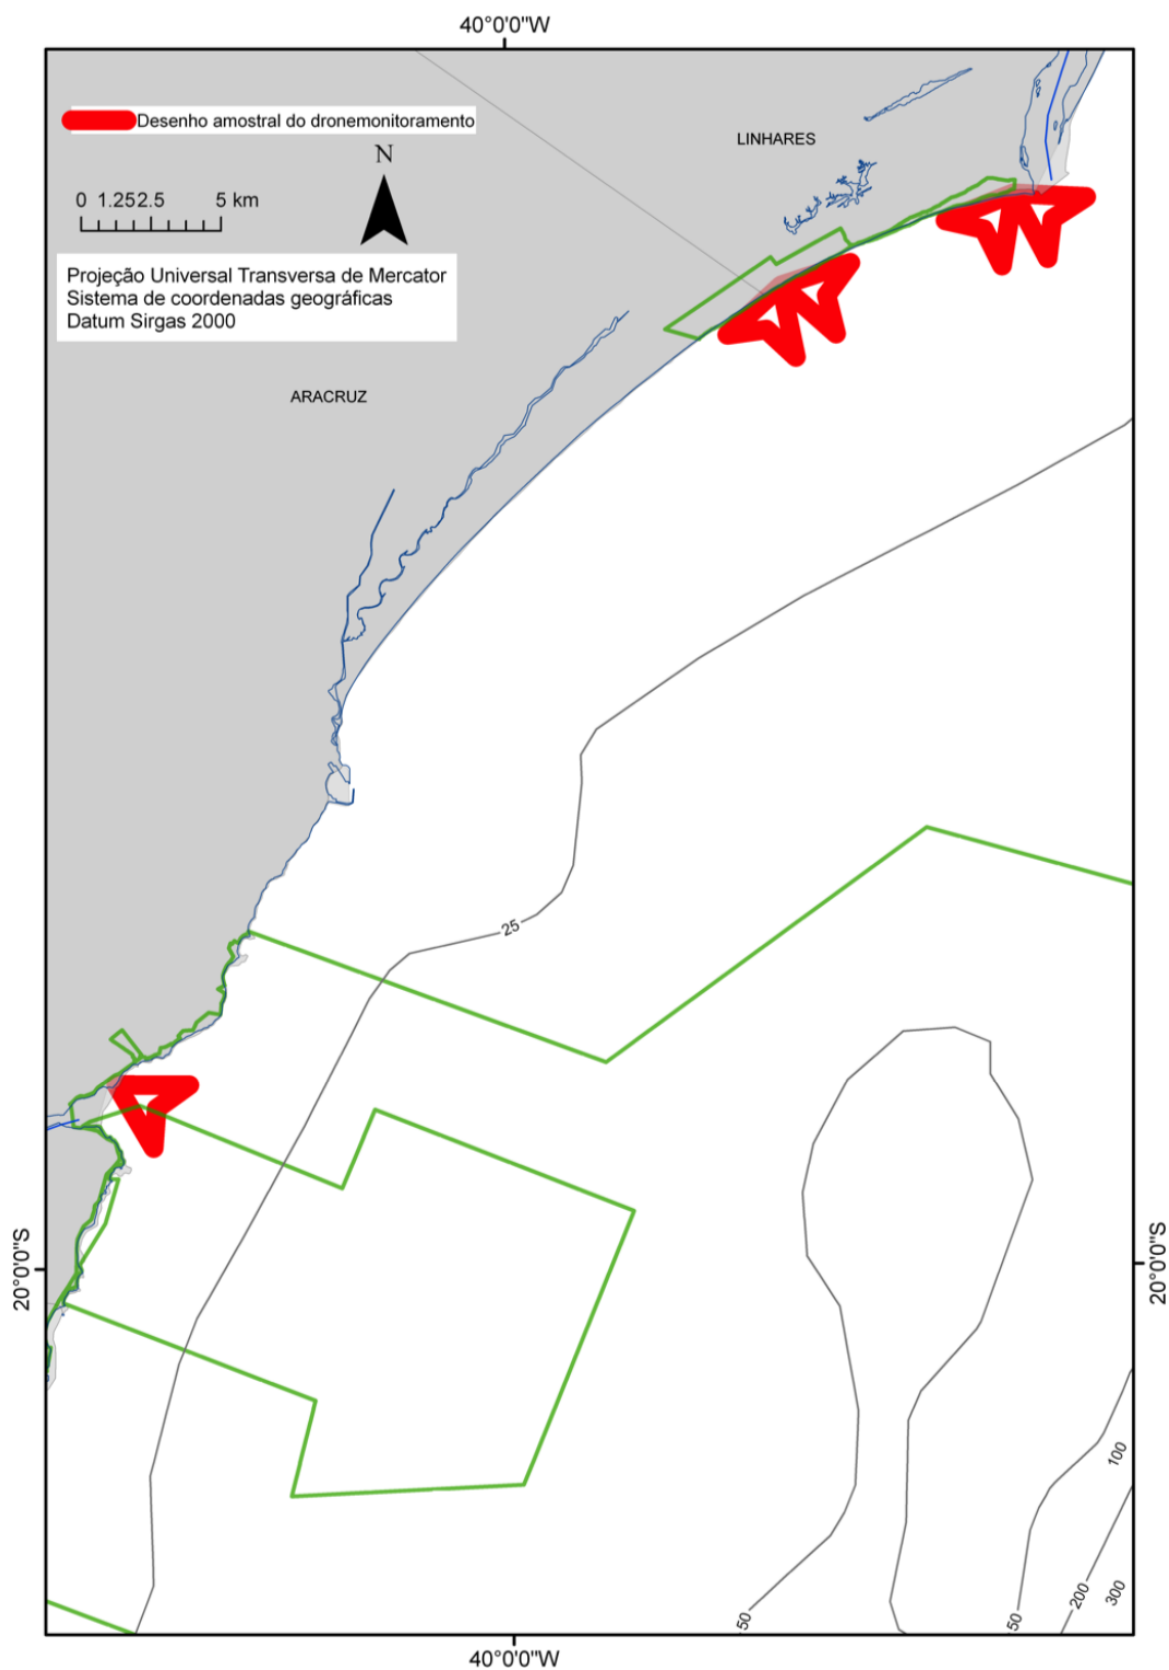 40°0'0"W
Desenho amostral do dronemonitoramento
LINHARES
N
0 1.25 2.5 5 km
Projeção Universal Transversa de Mercator
Sistema de coordenadas geográficas
Datum Sirgas 2000
ARACRUZ
25
20°0'0"S
20°0'0"S
100
200
300
50
50
40°0'0"W